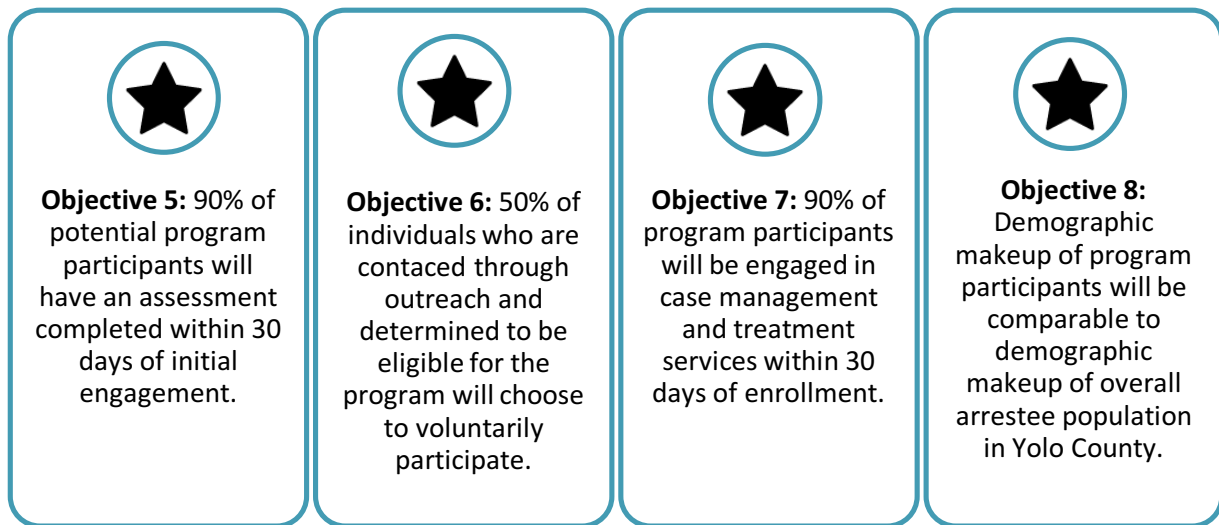 Objective 5: 90% of
potential program
participants will
have an assessment
completed within 30
days of initial
engagement.
Objective 6: 50% of
individuals who are
contaced through
outreach and
determined to be
eligible for the
program will choose
to voluntarily
participate.
Objective 7: 90% of
program participants
will be engaged in
case management
and treatment
services within 30
days of enrollment.
Objective 8:
Demographic
makeup of program
participants will be
comparable to
demographic
makeup of overall
arrestee population
in Yolo County.